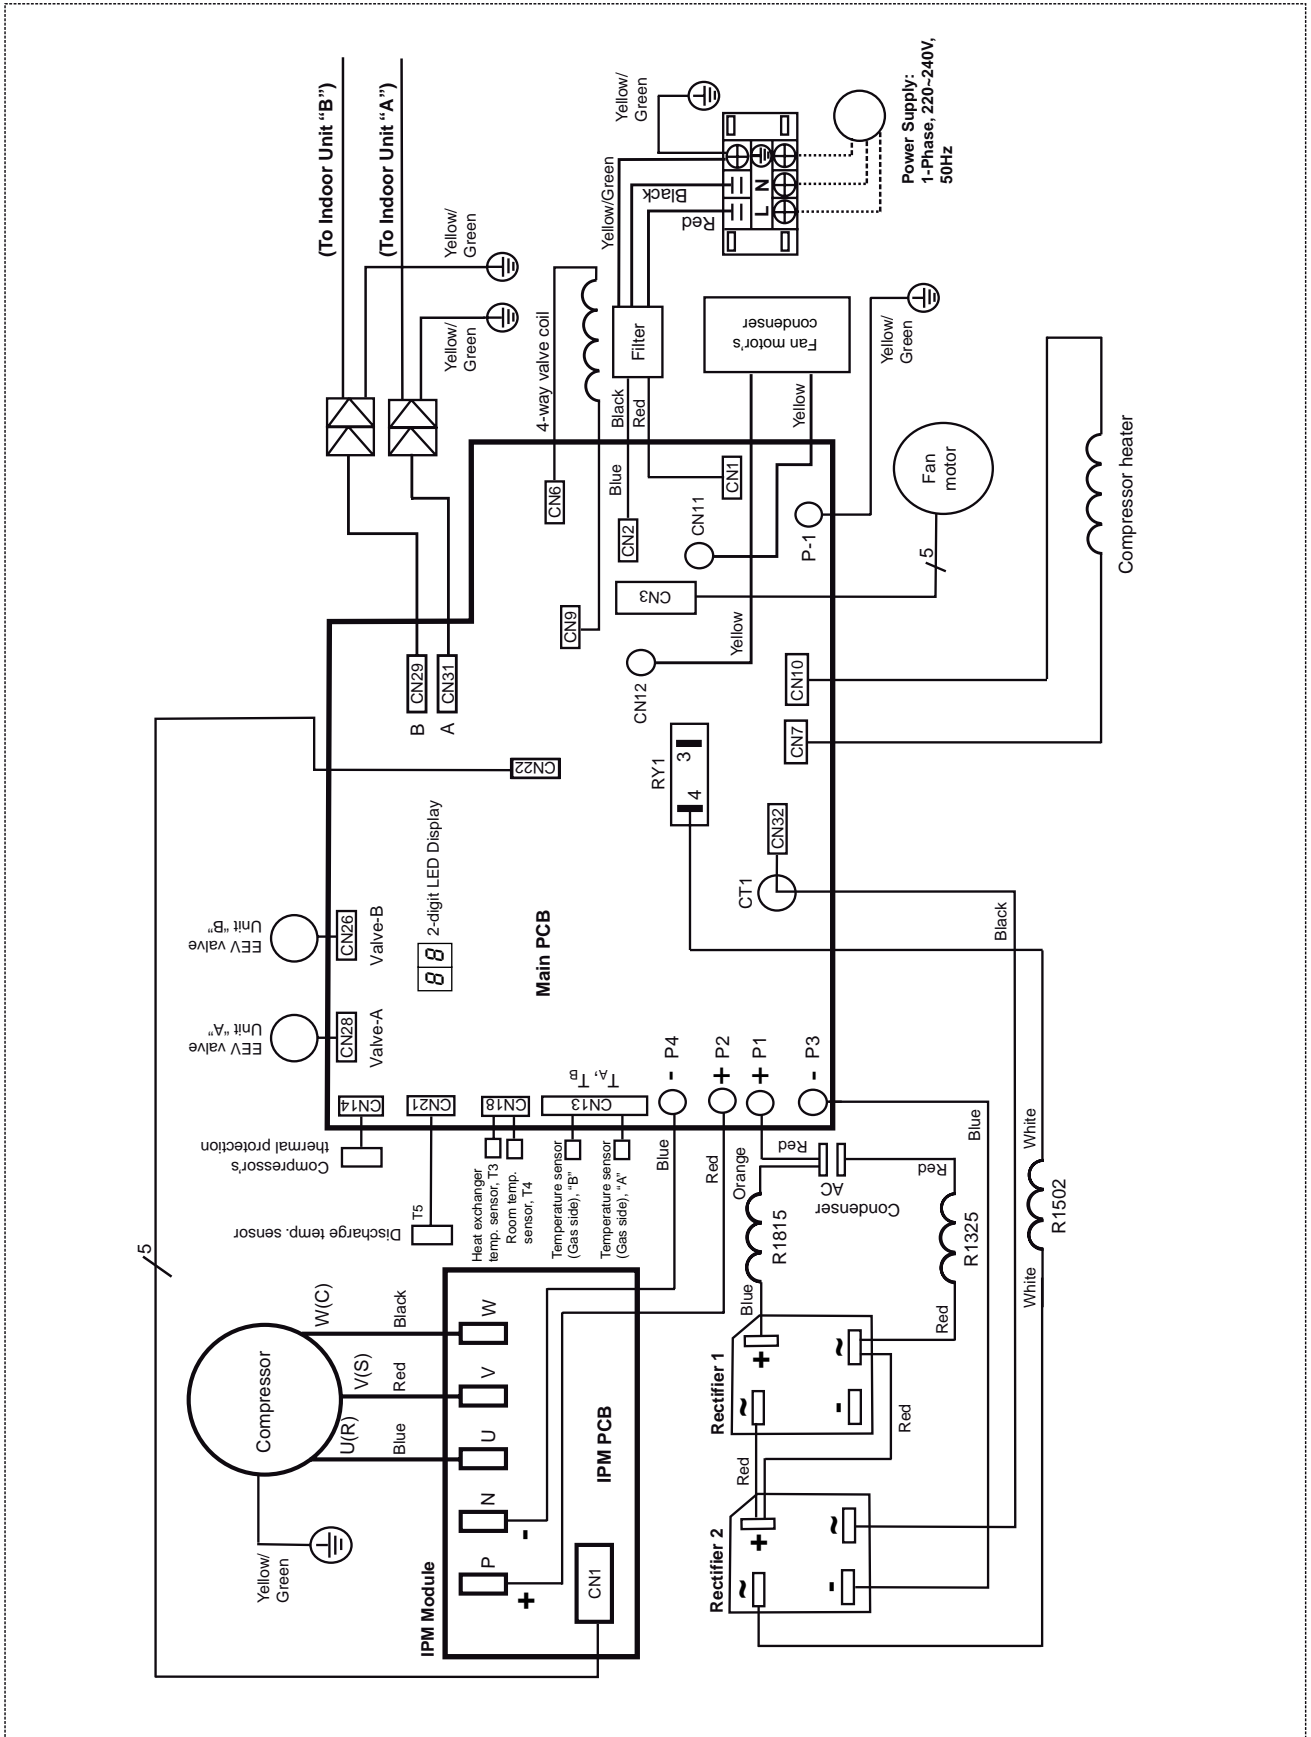 (To Indoor Unit “B”)
(To Indoor Unit “A”)
Yellow/
Green
Yellow/
Green
Yellow/
Green
Yellow/Green
Black
Red
L
N
Power Supply:
1-Phase, 220~240V,
50Hz
4-way valve coil
Filter
Black
Red
Blue
Fan motor's
condenser
Yellow
Yellow/
Green
Fan
motor
5
Compressor heater
CN6
CN2
CN1
CN11
P-1
CN3
CN9
CN12
Yellow
CN10
CN7
B
CN29
A
CN31
CN22
RY1
3
4
CN32
CT1
Black
EEV valve
Unit “B”
CN26
Valve-B
EEV valve
Unit “A”
CN28
Valve-A
8 8
2-digit LED Display
Main PCB
CN14
CN21
CN18
CN13
TA, TB
- P4
+ P2
+ P1
- P3
Compressor's
thermal protection
T5
Discharge temp. sensor
Heat exchanger
temp. sensor, T3
Room temp.
sensor, T4
Temperature sensor
(Gas side), “B”
Temperature sensor
(Gas side), “A”
Blue
Red
Orange
Red
AC
Condenser
Red
Blue
White
R1815
R1325
R1502
Blue
Red
White
5
Compressor
W(C)
V(S)
U(R)
Black
Red
Blue
Yellow/
Green
W
V
U
N
-
P
+
CN1
IPM PCB
IPM Module
Rectifier 1
~
+
-
~
Red
Red
Rectifier 2
~
+
-
~